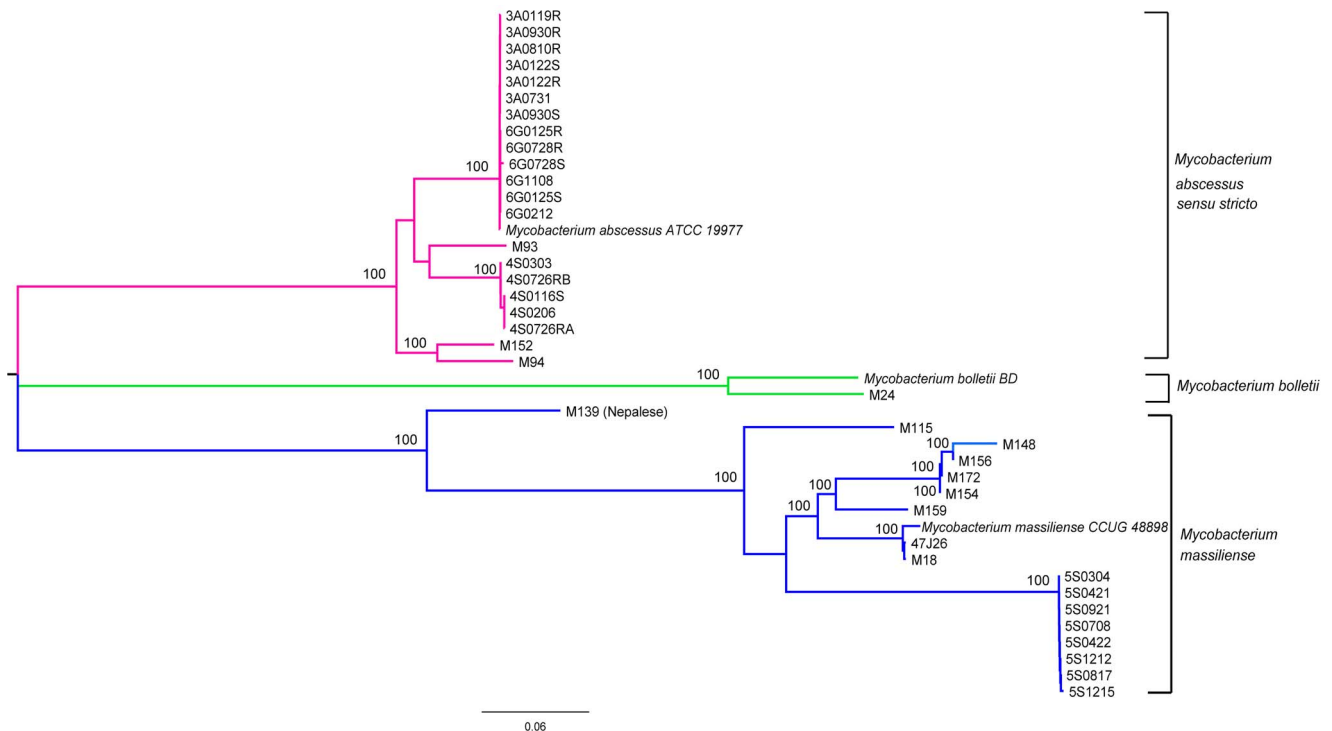 3A0119R
3A0930R
3A0810R
3A0122S
3A0122R
3A0731
3A0930S
6G0125R
6G0728R
100
6G0728S
6G1108
6G0125S
6G0212
Mycobacterium abscessus ATCC 19977
M93
4S0303
100
100
4S0726RB
4S0116S
4S0206
4S0726RA
100
M152
M94
Mycobacterium
abscessus
sensu stricto
100
Mycobacterium bolletii BD
M24
Mycobacterium bolletii
M139 (Nepalese)
100
M115
100
M148
M156
100
100
M172
100
100
M154
M159
100
Mycobacterium massiliense CCUG 48898
47J26
M18
Mycobacterium
massiliense
100
5S0304
5S0421
5S0921
5S0708
5S0422
5S1212
5S0817
5S1215
0.06